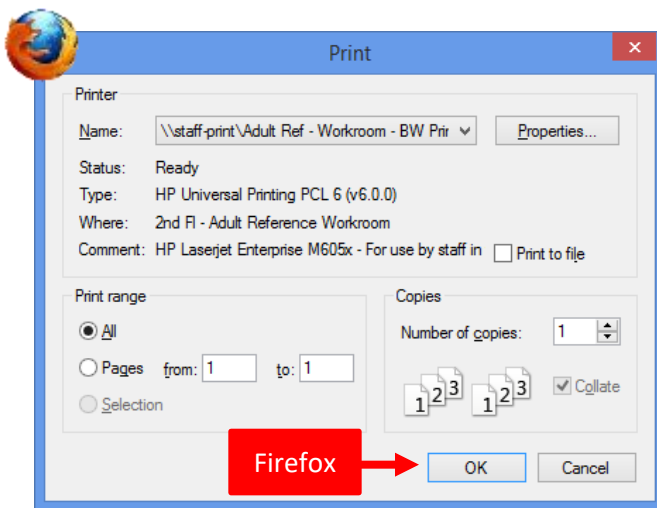 Print
Printer
Name: \\staff-print\Adult Ref - Workroom - BW Prir Properties...
Status: Ready
Type: HP Universal Printing PCL 6 (v6.0.0)
Where: 2nd Fl - Adult Reference Workroom
Comment: HP Laserjet Enterprise M605x - For use by staff in Print to file
Print range
All
Pages from: 1 to: 1
Selection
Copies
Number of copies: 1
1 2 3 1 2 3 Collate
Firefox OK Cancel